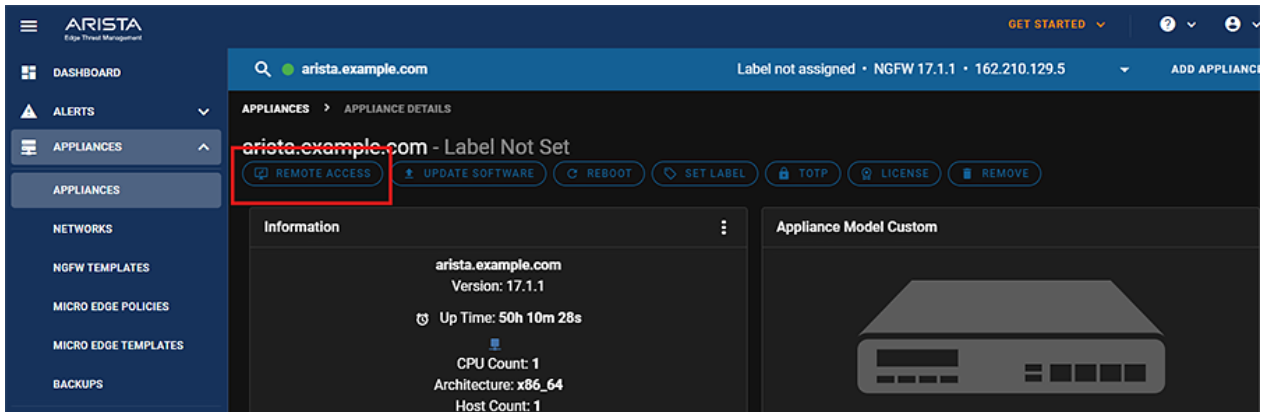 ARISTA
Edge Threat Management
GET STARTED
DASHBOARD
ALERTS
APPLIANCES
APPLIANCES
NETWORKS
NGFW TEMPLATES
MICRO EDGE POLICIES
MICRO EDGE TEMPLATES
BACKUPS
arista.example.com
Label not assigned • NGFW 17.1.1 • 162.210.129.5
ADD APPLIANCE
APPLIANCES > APPLIANCE DETAILS
arista.example.com - Label Not Set
REMOTE ACCESS UPDATE SOFTWARE REBOOT SET LABEL TOTP LICENSE REMOVE
Information
arista.example.com
Version: 17.1.1
Up Time: 50h 10m 28s
CPU Count: 1
Architecture: x86_64
Host Count: 1
Appliance Model Custom